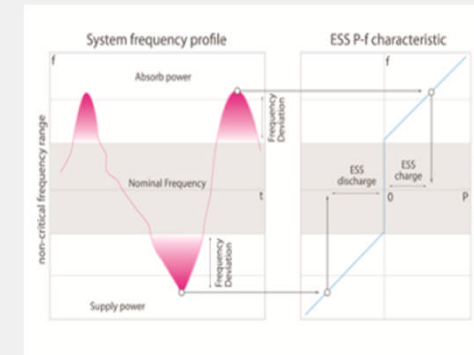 System frequency profile
ESS P-f characteristic
f
Absorb power
f
Frequency
Deviation
non-critical frequency range
Nominal Frequency
t
ESS
discharge
ESS
charge
0
P
Frequency
Deviation
Supply power